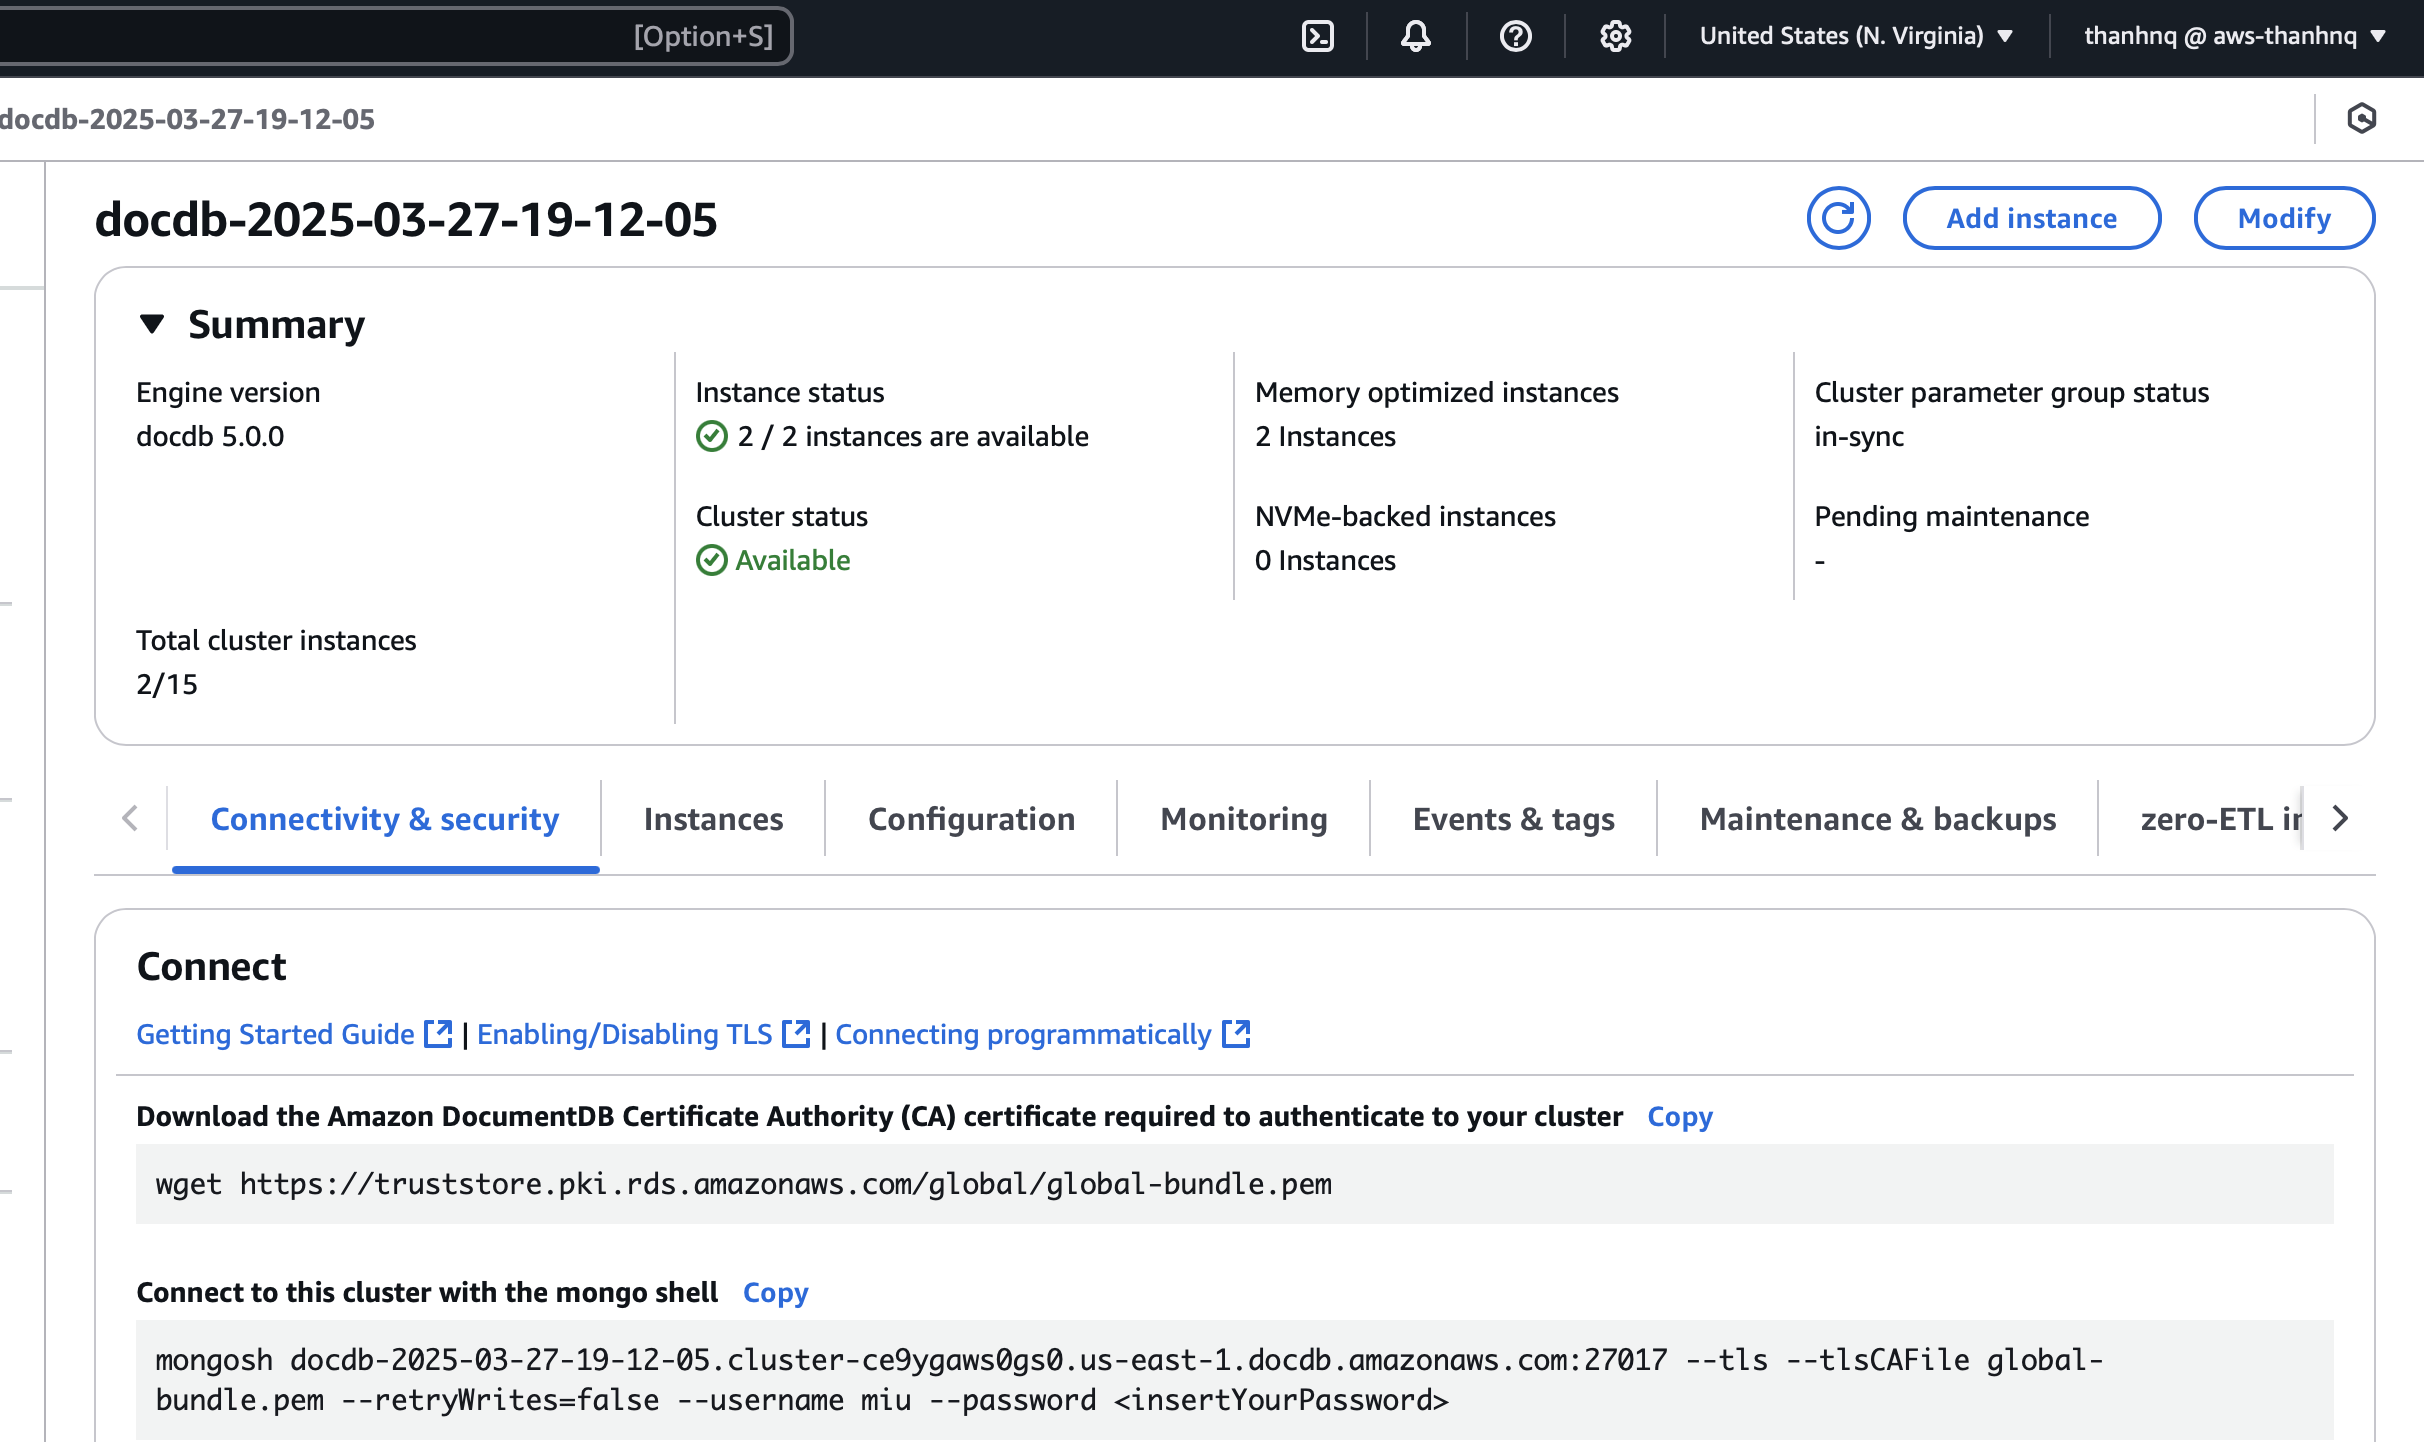 [Option+S]
United States (N. Virginia)
thanhnq @ aws-thanhnq
docdb-2025-03-27-19-12-05
docdb-2025-03-27-19-12-05
Add instance
Modify
Summary
Engine version
docdb 5.0.0
Total cluster instances
2/15
Instance status
2 / 2 instances are available
Cluster status
Available
Memory optimized instances
2 Instances
NVMe-backed instances
0 Instances
Cluster parameter group status
in-sync
Pending maintenance
-
Connectivity & security
Instances
Configuration
Monitoring
Events & tags
Maintenance & backups
zero-ETL
Connect
Getting Started Guide | Enabling/Disabling TLS | Connecting programmatically
Download the Amazon DocumentDB Certificate Authority (CA) certificate required to authenticate to your cluster Copy
wget https://truststore.pki.rds.amazonaws.com/global/global-bundle.pem
Connect to this cluster with the mongo shell Copy
mongosh docdb-2025-03-27-19-12-05.cluster-ce9ygaws0gs0.us-east-1.docdb.amazonaws.com:27017 --tls --tlsCAFile global-
bundle.pem --retryWrites=false --username miu --password <insertYourPassword>